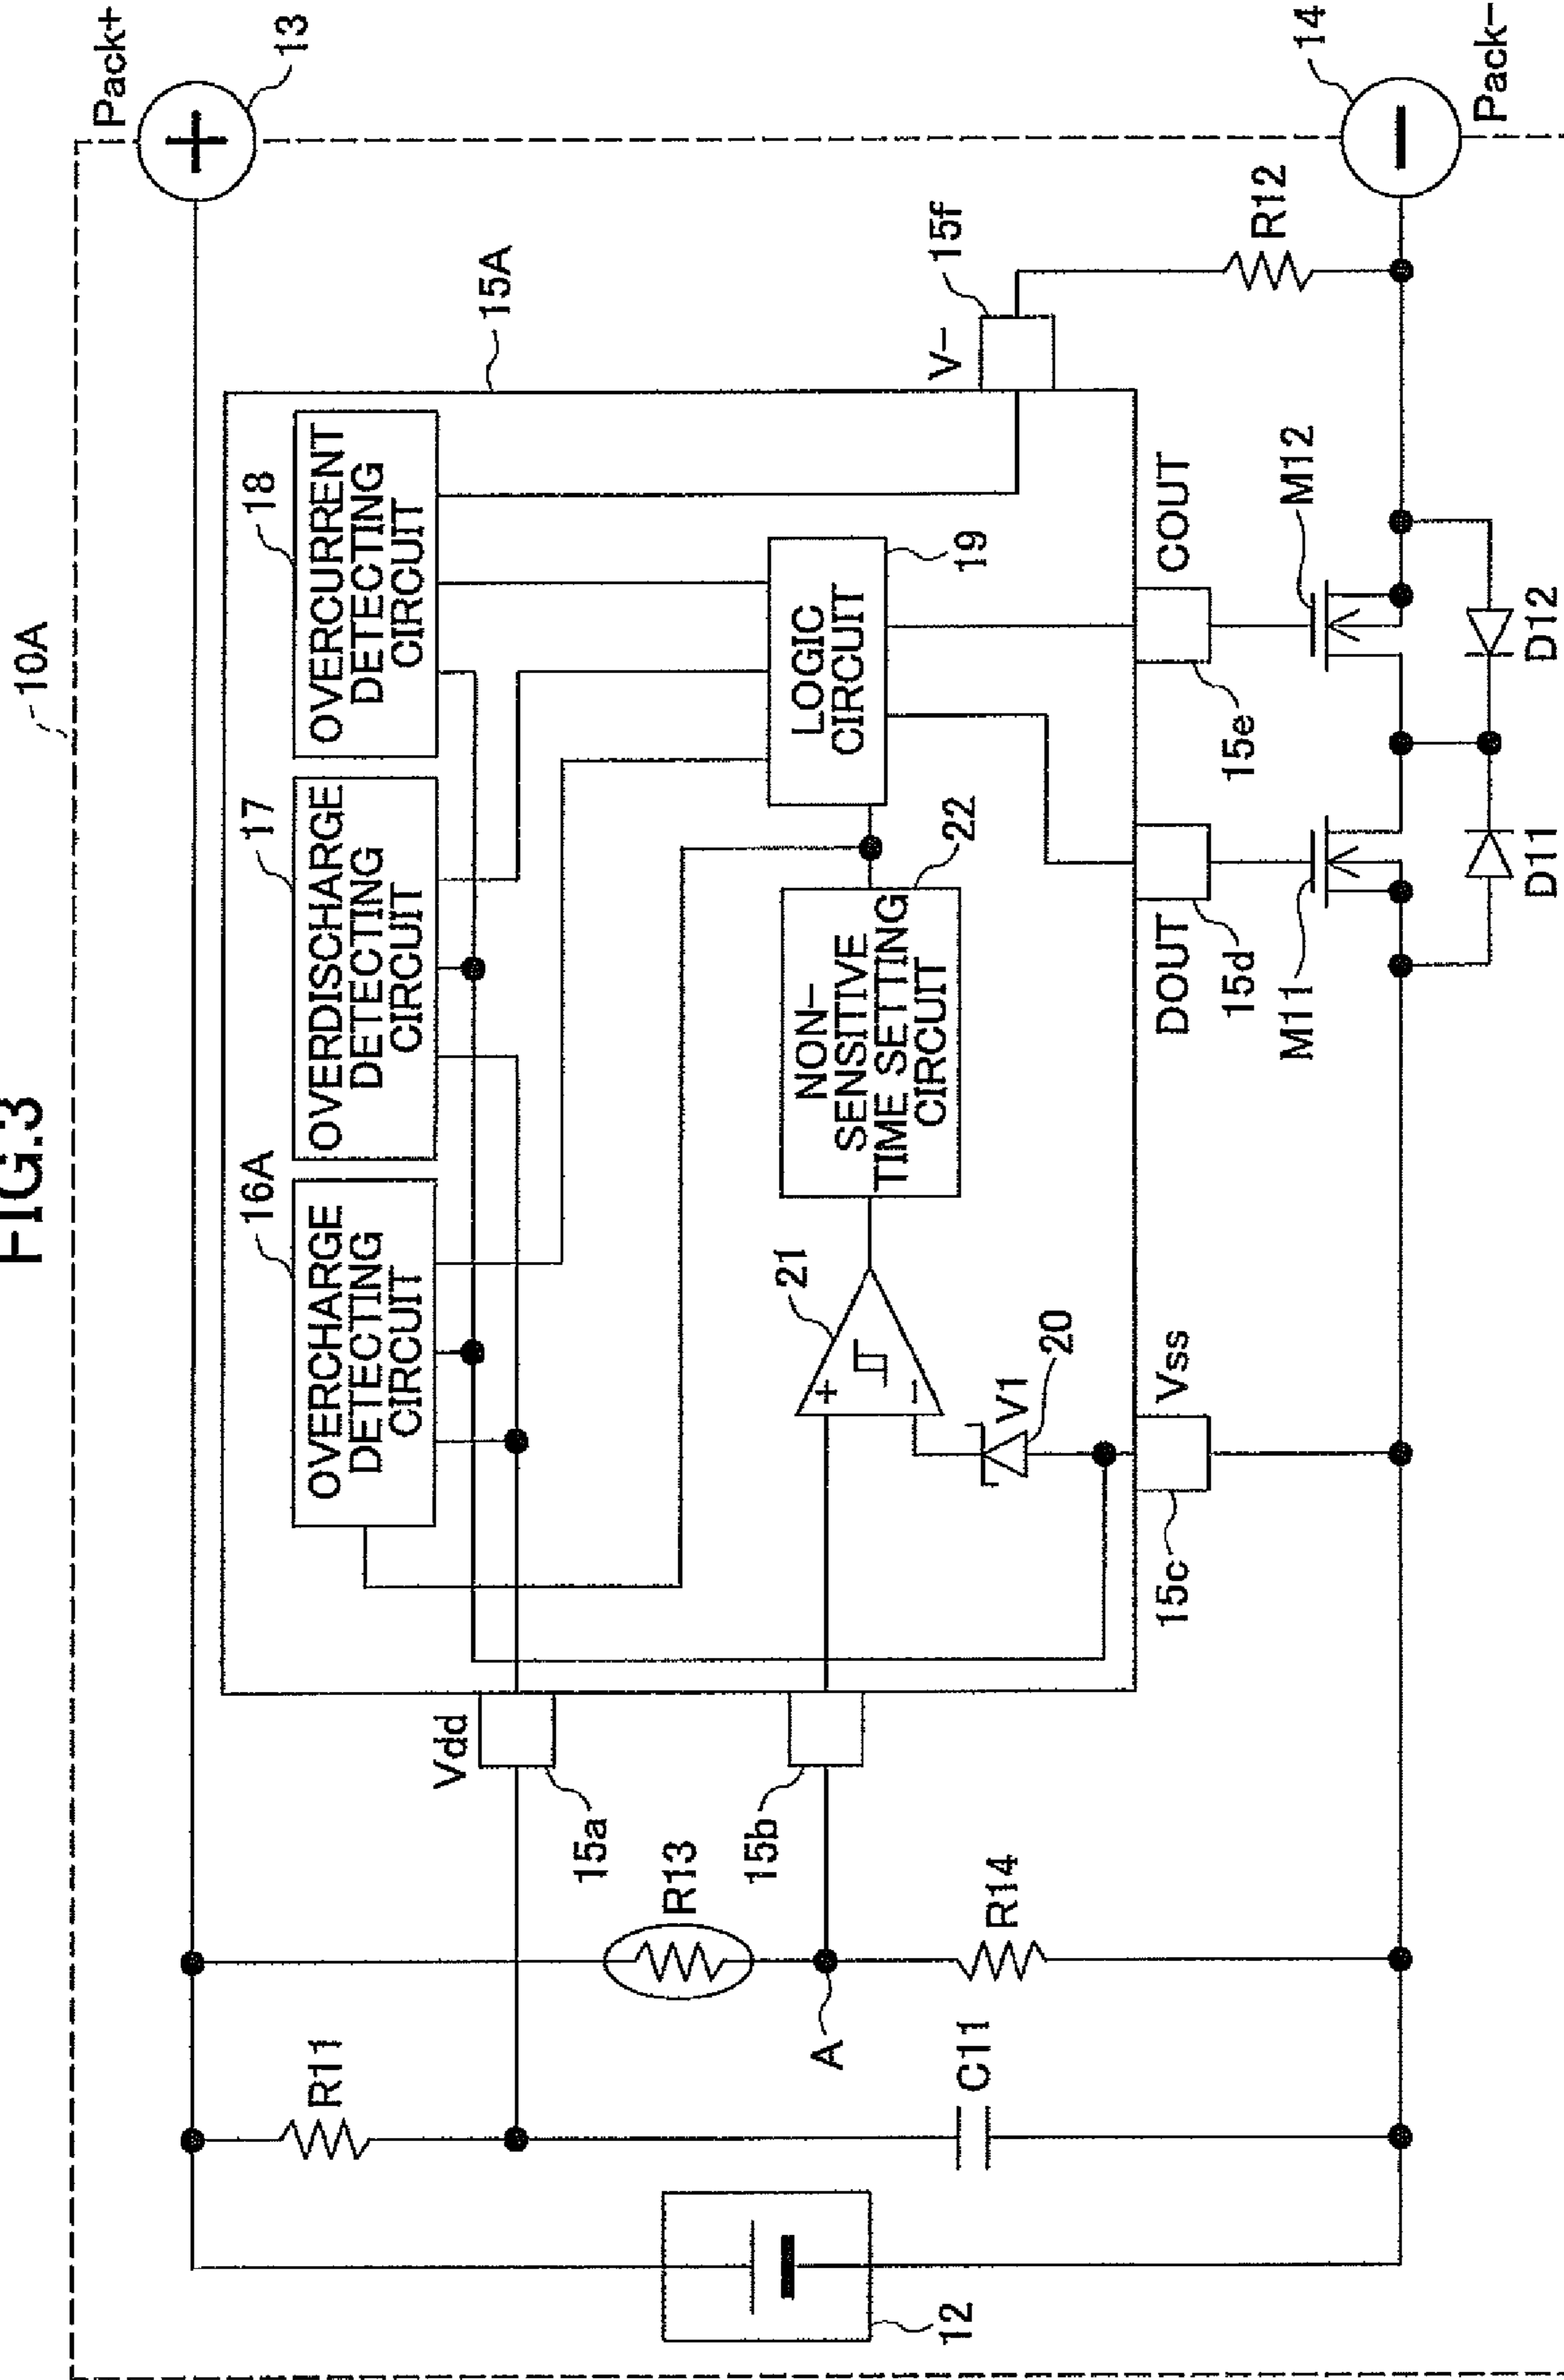 FIG.3
10A
Pack+
13
15A
16A
OVERCHARGE
DETECTING
CIRCUIT
17
OVERDISCHARGE
DETECTING
CIRCUIT
18
OVERCURRENT
DETECTING
CIRCUIT
R11
Vdd
15a
R13
15b
A
R14
C11
12
21
+
−
V1
20
NON-
SENSITIVE
TIME SETTING
CIRCUIT
22
LOGIC
CIRCUIT
19
V−
15f
R12
Vss
15c
DOUT
15d
COUT
15e
M11
M12
D11
D12
+
−
14
Pack−